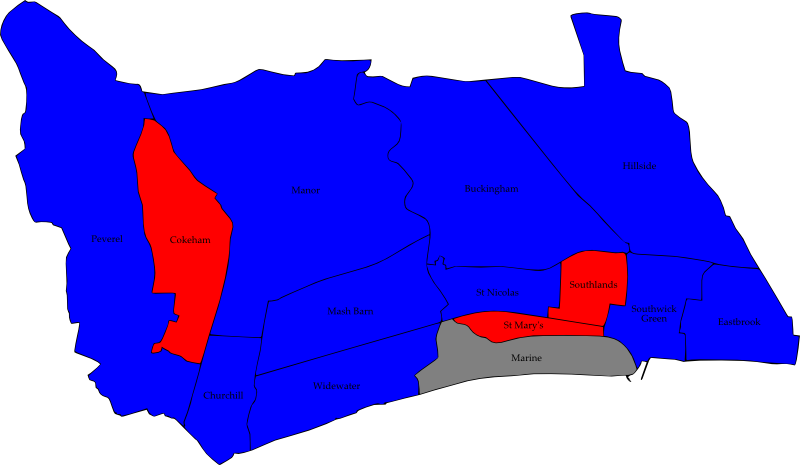 Hillside
Manor
Buckingham
Peverel
Cokeham
Southlands
St Nicolas
Mash Barn
Southwick
Green
Eastbrook
St Mary's
Marine
Widewater
Churchill